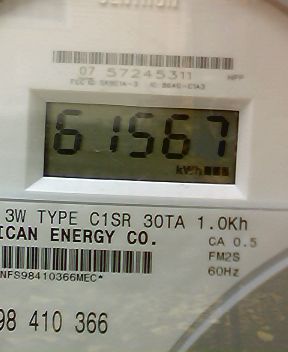 07 57245311 HPP
61567
kWh
3W TYPE C1SR 30TA 1.0Kh
ICAN ENERGY CO.
CA 0.5
FM2S
60Hz
NFS98410366MEC*
98 410 366